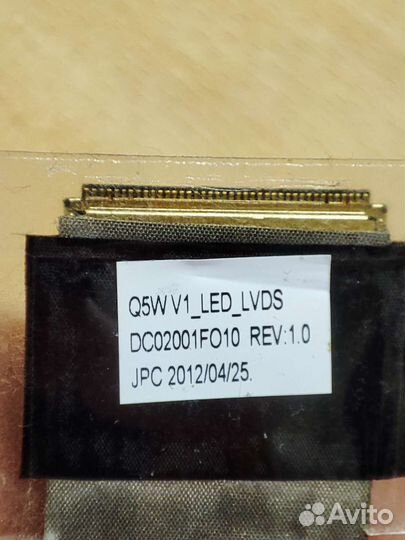 Q5W V1_LED_LVDS
DC02001FO10 REV:1.0
JPC 2012/04/25.
Avito